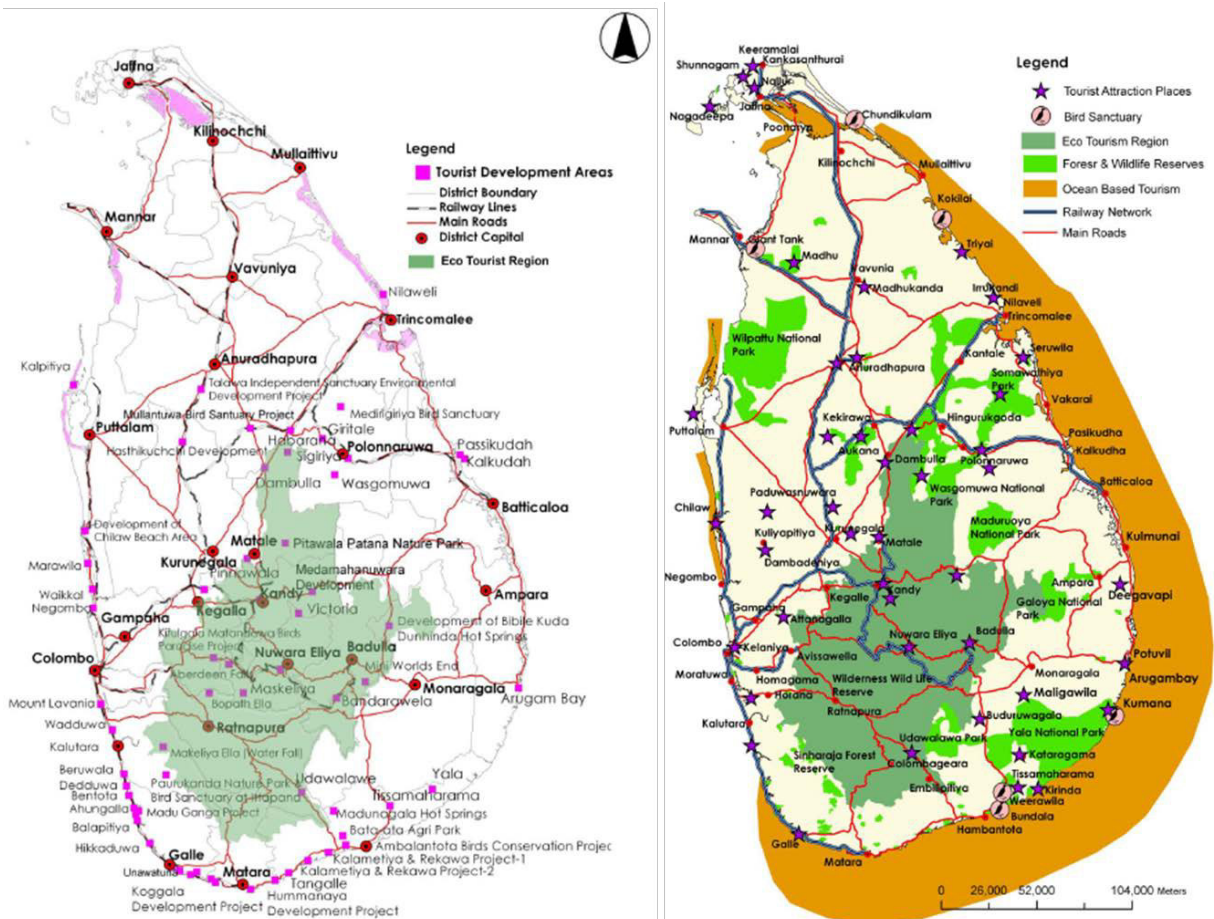 Jaffna
Kilinochchi
Mullaittivu
Legend
Tourist Development Areas
District Boundary
Railway Lines
Main Roads
District Capital
Eco Tourist Region
Mannar
Vavuniya
Nilaweli
Trincomalee
Anuradhapura
Kalpitiya
Talawa Independent Sanctuary Environmental
Development Project
Mullantuwa Bird Santuary Project
Medirigiriya Bird Sanctuary
Giritale
Puttalam
Habarana
Hasthikuchchi Development
Sigiriya
Polonnaruwa
Passikudah
Kalkudah
Dambulla
Wasgomuwa
Batticaloa
Development of
Chilaw Beach Area
Matale
Pitawala Patana Nature Park
Kurunegala
Marawila
Pinnawala
Medamahanuwara
Development
Waikkal
Negombo
Kegalla
Kandy
Victoria
Ampara
Gampaha
Development of Bibile Kuda
Dunhinda Hot Springs
Kitulgala Matandewa Birds
Paradise Project
Badulla
Colombo
Nuwara Eliya
Mini Worlds End
Aberdeen Falls
Monaragala
Maskeliya
Bandarawela
Arugam Bay
Mount Lavania
Bopath Ella
Wadduwa
Ratnapura
Kalutara
Makeliya Ella (Water Fall)
Beruwala
Dedduwa
Bentota
Ahungalla
Balapitiya
Paurukanda Nature Park
Bird Sanctuary at Ittapana
Madu Ganga Project
Udawalawe
Yala
Tissamaharama
Madunagala Hot Springs
Bata-ata Agri Park
Hikkaduwa
Ambalantota Birds Conservation Projec
Galle
Kalametiya & Rekawa Project-1
Unawatuna
Matara
Kalametiya & Rekawa Project-2
Koggala
Development Project
Tangalle
Hummanaya
Development Project
Keeramalai
Kankasanthurai
Shunnagam
Nallur
Jaffna
Nagadeepa
Chundikulam
Kilinochchi
Mullaittivu
Legend
Tourist Attraction Places
Bird Sanctuary
Eco Tourism Region
Forest & Wildlife Reserves
Ocean Based Tourism
Railway Network
Main Roads
Kokilai
Mannar
Giant Tank
Madhu
Triyai
Vavunia
Madhukanda
Irrukandi
Nilaveli
Trincomalee
Wilpattu National
Park
Anuradhapura
Kantale
Seruwila
Somawathiya
Park
Vakarai
Kekirawa
Hingurukgoda
Puttalam
Aukana
Pasikudha
Kalkudha
Dambulla
Polonnaruwa
Wasgomuwa National
Park
Batticaloa
Paduwasnuwara
Chilaw
Kuliyapitiya
Kurunegala
Matale
Maduruoya
National Park
Kulmunai
Dambadeniya
Negombo
Kegalle
Kandy
Ampara
Deegavapi
Galoya National
Park
Gampaha
Attanagalla
Nuwara Eliya
Badulla
Colombo
Kelaniya
Avissawella
Potuvil
Moratuwa
Homagama
Wilderness Wild Life
Reserve
Monaragala
Arugambay
Horana
Ratnapura
Maligawila
Kumana
Kalutara
Buduruwagala
Yala National Park
Sinharaja Forest
Reserve
Udawalawa Park
Colombageara
Kataragama
Tissamaharama
Embilipitiya
Kirinda
Weerawila
Bundala
Hambantota
Galle
Matara
0 26,000 52,000 104,000 Meters